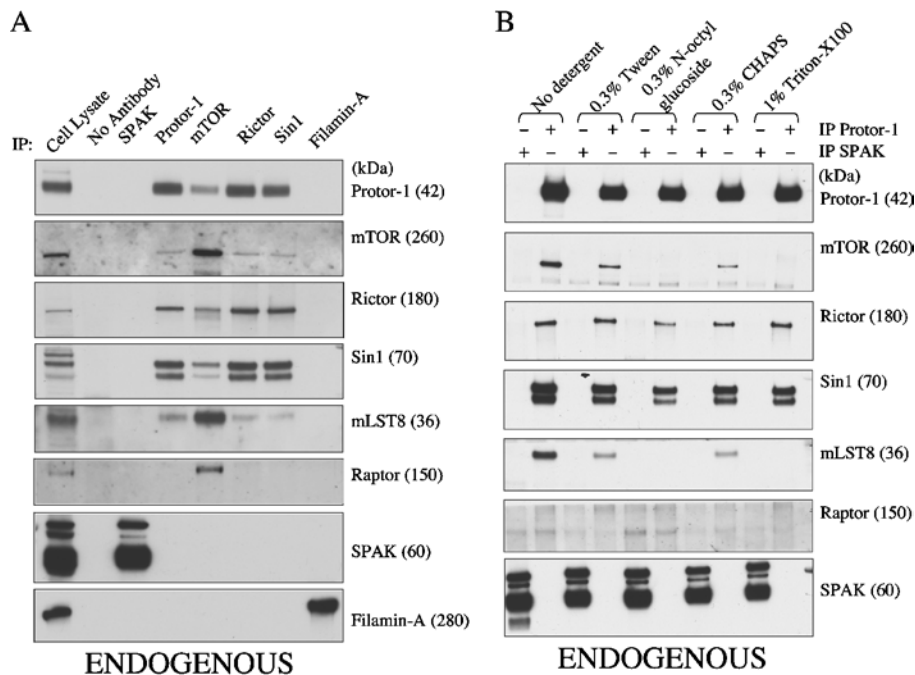 A
IP:
Cell Lysate
No Antibody
SPAK
Protor-1
mTOR
Rictor
Sin1
Filamin-A
(kDa)
Protor-1 (42)
mTOR (260)
Rictor (180)
Sin1 (70)
mLST8 (36)
Raptor (150)
SPAK (60)
Filamin-A (280)
ENDOGENOUS
B
No detergent
0.3% Tween
0.3% N-octyl
glucoside
0.3% CHAPS
1% Triton-X100
- + - + - + - + - + IP Protor-1
+ - + - + - + - + - IP SPAK
(kDa)
Protor-1 (42)
mTOR (260)
Rictor (180)
Sin1 (70)
mLST8 (36)
Raptor (150)
SPAK (60)
ENDOGENOUS